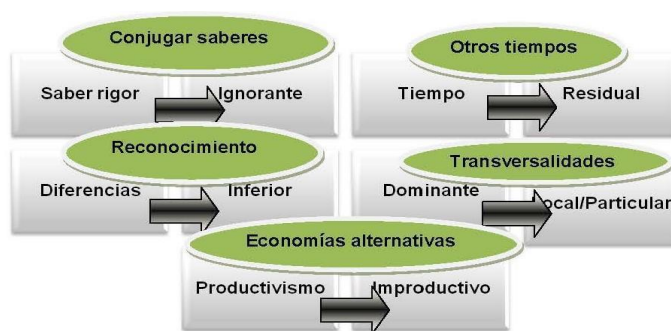 Conjugar saberes
Saber rigor Ignorante
Otros tiempos
Tiempo Residual
Reconocimiento
Diferencias Inferior
Transversalidades
Dominante Local/Particular
Economías alternativas
Productivismo Improductivo